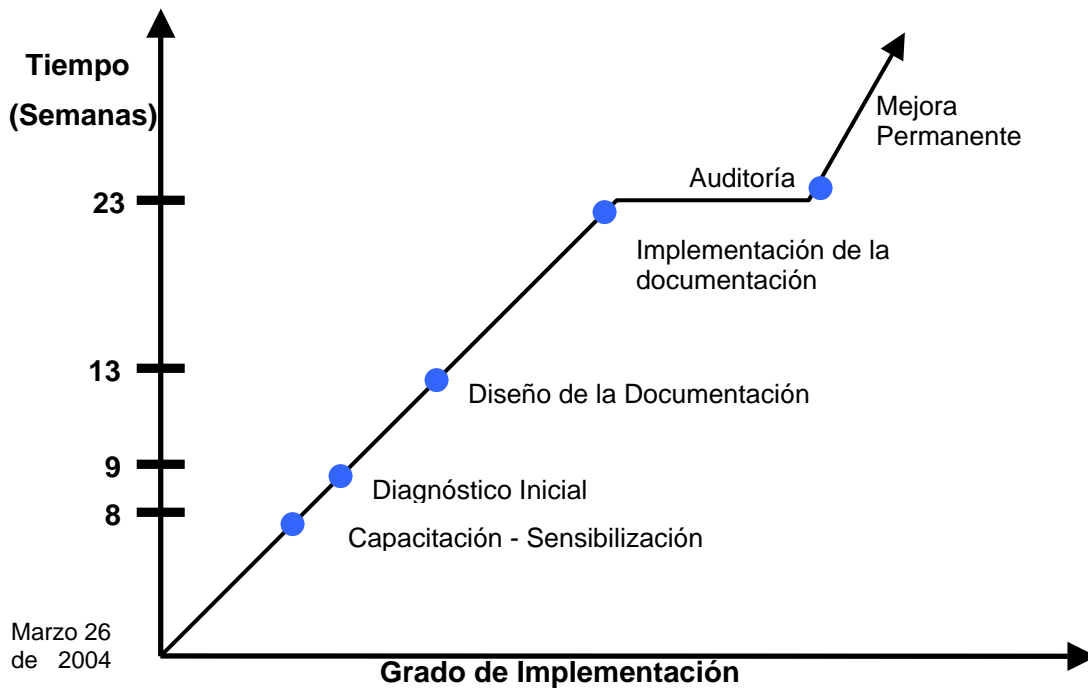 Tiempo
(Semanas)
Mejora
Permanente
Auditoría
23
Implementación de la
documentación
13
Diseño de la Documentación
9
Diagnóstico Inicial
8
Capacitación - Sensibilización
Marzo 26
de 2004
Grado de Implementación